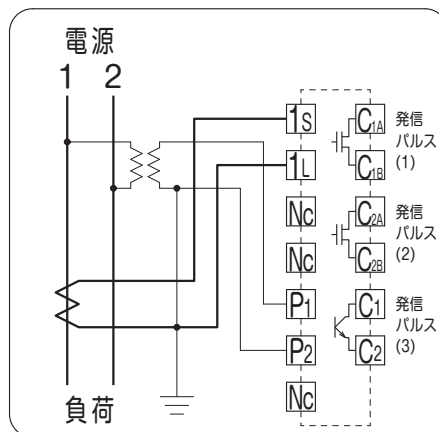 電源
1 2
1S
1L
NC
NC
P1
P2
NC
C1A
C1B
C2A
C2B
C1
C2
発信
パルス
(1)
発信
パルス
(2)
発信
パルス
(3)
負荷